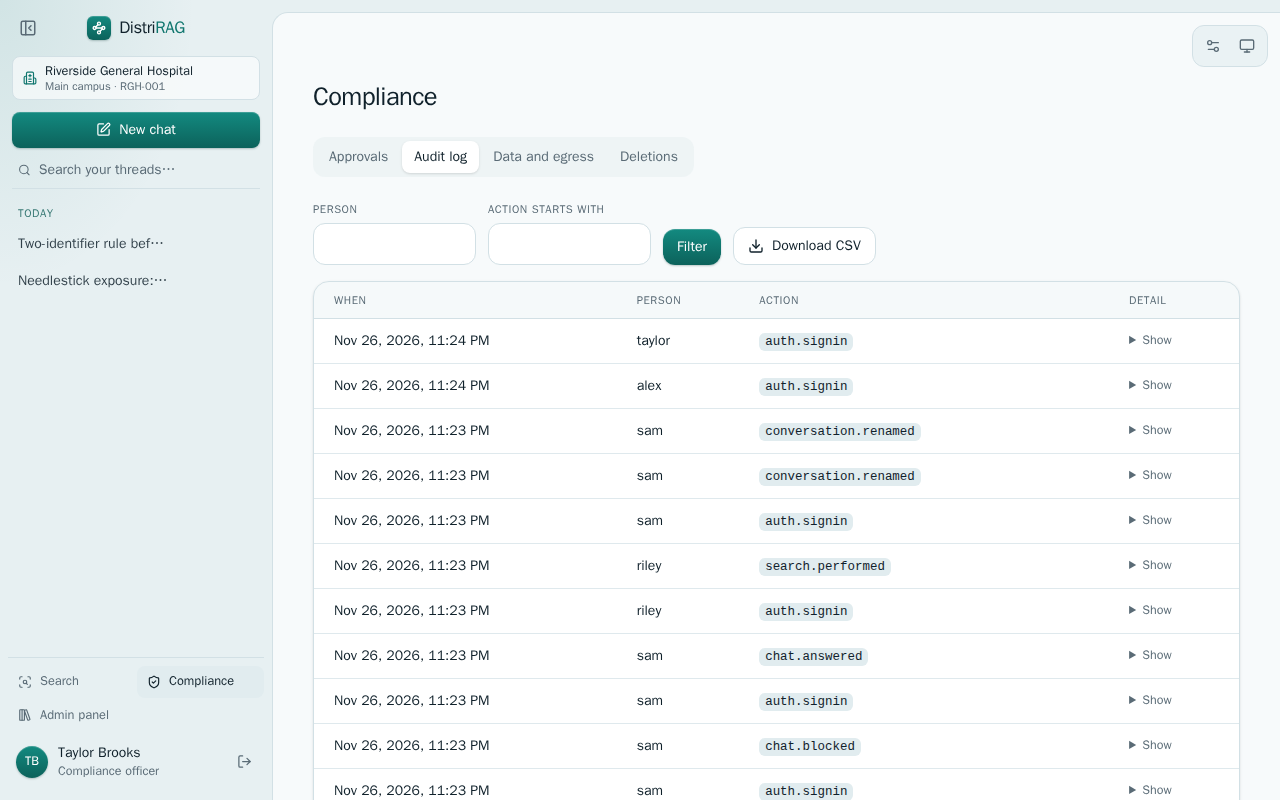 DistriRAG
Riverside General Hospital
Main campus · RGH-001
New chat
Search your threads···
TODAY
Two-identifier rule bef···
Needlestick exposure:···
Search
Compliance
Admin panel
TB
Taylor Brooks
Compliance officer
Compliance
Approvals Audit log Data and egress Deletions
PERSON ACTION STARTS WITH
Filter Download CSV
WHEN PERSON ACTION DETAIL
Nov 26, 2026, 11:24 PM taylor auth.signin Show
Nov 26, 2026, 11:24 PM alex auth.signin Show
Nov 26, 2026, 11:23 PM sam conversation.renamed Show
Nov 26, 2026, 11:23 PM sam conversation.renamed Show
Nov 26, 2026, 11:23 PM sam auth.signin Show
Nov 26, 2026, 11:23 PM riley search.performed Show
Nov 26, 2026, 11:23 PM riley auth.signin Show
Nov 26, 2026, 11:23 PM sam chat.answered Show
Nov 26, 2026, 11:23 PM sam auth.signin Show
Nov 26, 2026, 11:23 PM sam chat.blocked Show
Nov 26, 2026, 11:23 PM sam auth.signin Show